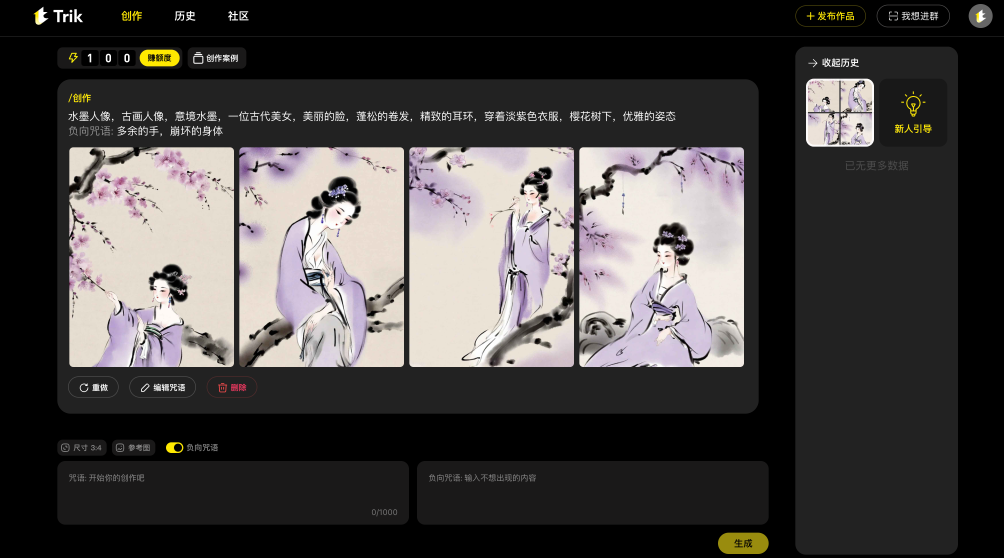 Trik
创作
历史
社区
发布作品
我想进群
100
赚额度
创作案例
收起历史
/创作
水墨人像，古画人像，意境水墨，一位古代美女，美丽的脸，蓬松的卷发，精致的耳环，穿着淡紫色衣服，樱花树下，优雅的姿态
负向咒语: 多余的手，崩坏的身体
新人引导
已无更多数据
重做
编辑咒语
删除
尺寸 3:4
参考图
负向咒语
咒语: 开始你的创作吧
0/1000
负向咒语: 输入不想出现的内容
生成